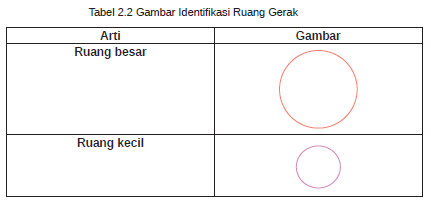 Tabel 2.2 Gambar Identifikasi Ruang Gerak
Arti Gambar
Ruang besar
Ruang kecil